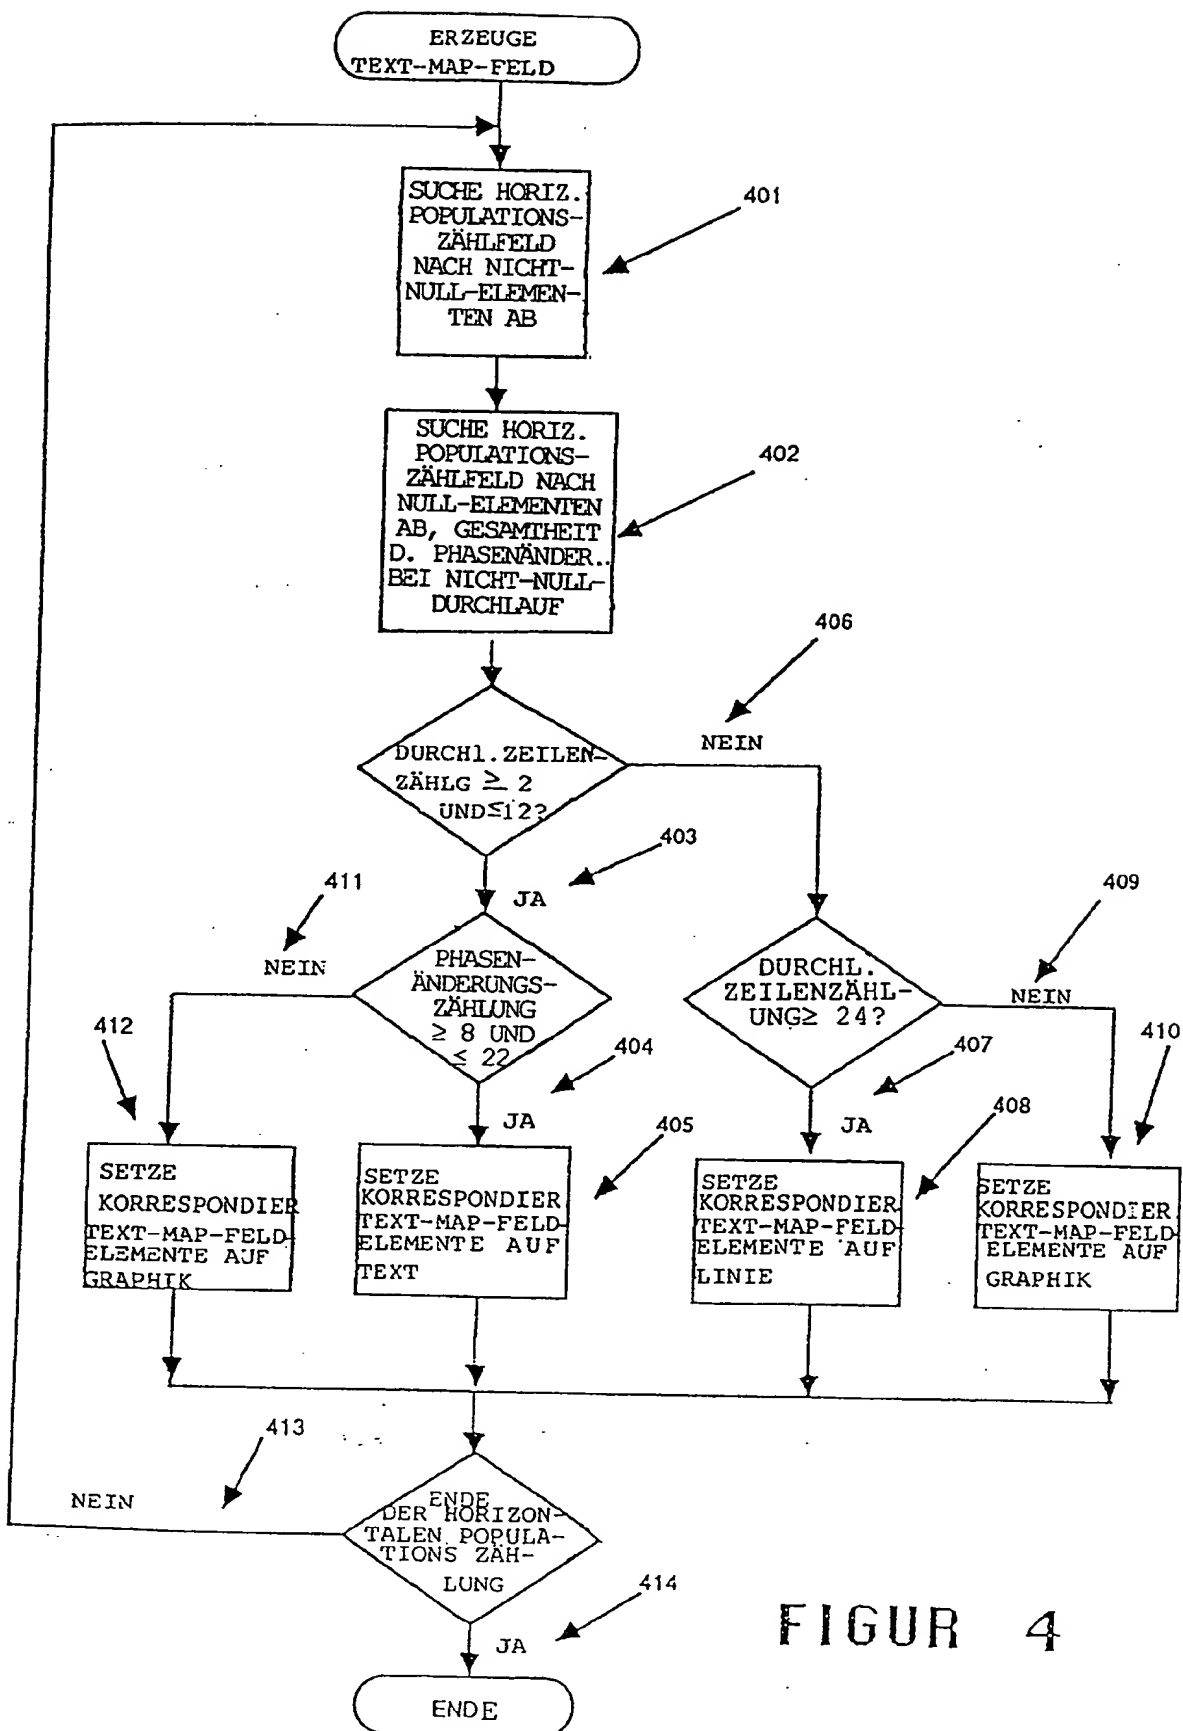 ERZEUGE
TEXT-MAP-FELD
SUCHE HORIZ.
POPULATIONS-
ZÄHLFELD
NACH NICHT-
NULL-ELEMEN-
TEN AB
401
SUCHE HORIZ.
POPULATIONS-
ZÄHLFELD NACH
NULL-ELEMENTEN
AB, GESAMTHEIT
D. PHASENÄNDER..
BEI NICHT-NULL-
DURCHLAUF
402
406
NEIN
DURCHl.ZEILEN-
ZÄHLG ≥ 2
UND≤12?
403
JA
411
NEIN
409
NEIN
PHASEN-
ÄNDERUNGS-
ZÄHLUNG
≥ 8 UND
≤ 22
DURCHL.
ZEILENZÄHL-
UNG≥ 24?
412
404
JA
407
JA
410
405
408
SETZE
KORRESPONDIER
TEXT-MAP-FELD-
ELEMENTE AUF
GRAPHIK
SETZE
KORRESPONDIER
TEXT-MAP-FELD-
ELEMENTE AUF
TEXT
SETZE
KORRESPONDIER
TEXT-MAP-FELD-
ELEMENTE AUF
LINIE
SETZE
KORRESPONDIER
TEXT-MAP-FELD-
ELEMENTE AUF
GRAPHIK
413
NEIN
ENDE
DER HORIZON-
TALEN POPULA-
TIONS ZÄH-
LUNG
414
JA
ENDE
FIGUR 4